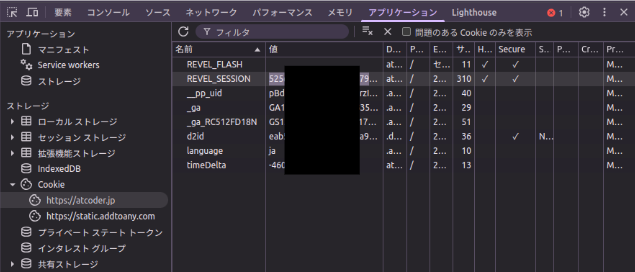 要素 コンソール ソース ネットワーク パフォーマンス メモリ アプリケーション Lighthouse 1
アプリケーション
マニフェスト
Service workers
ストレージ
ストレージ
ローカル ストレージ
セッション ストレージ
拡張機能ストレージ
IndexedDB
Cookie
https://atcoder.jp
https://static.addtoany.com
プライベート ステート トークン
インタレスト グループ
共有ストレージ
フィルタ 問題のある Cookie のみを表示
名前 値 D... P... E... サ... H... Secure S... P... Cr... Pr...
REVEL_FLASH at... / セ... 11 ✓ ✓ M...
REVEL_SESSION 525 79... at... / 2... 310 ✓ ✓ M...
__pp_uid pBd .a... / 2... 40 M...
_ga GA1 35... .a... / 2... 29 M...
_ga_RC512FD18N GS1 17... .a... / 2... 51 M...
d2id eab a9... .d... / 2... 36 ✓ N... M...
language ja .a... / 2... 10 M...
timeDelta -460 at... / 2... 13 M...